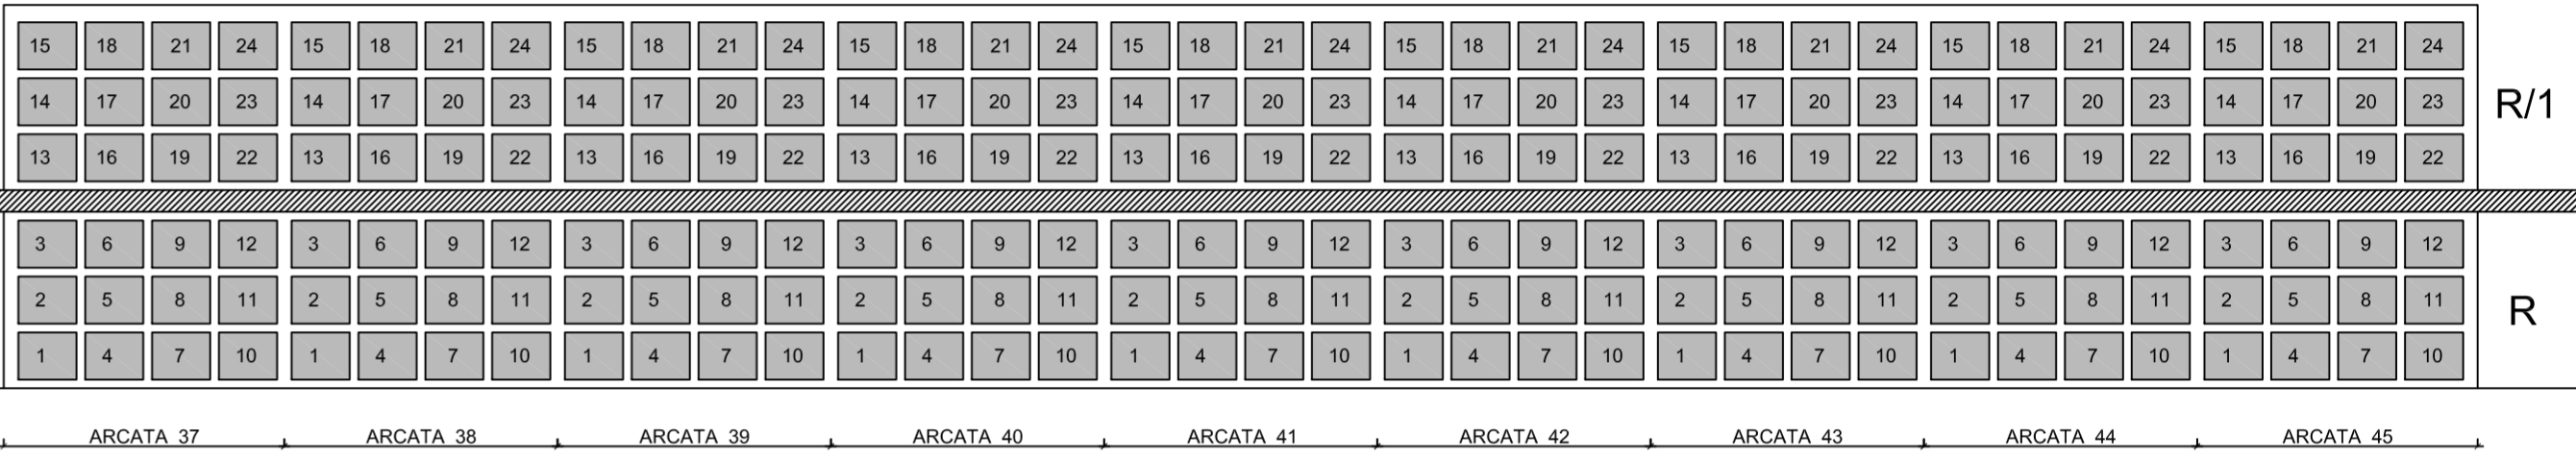 15 18 21 24 15 18 21 24 15 18 21 24 15 18 21 24 15 18 21 24 15 18 21 24 15 18 21 24 15 18 21 24 15 18 21 24
14 17 20 23 14 17 20 23 14 17 20 23 14 17 20 23 14 17 20 23 14 17 20 23 14 17 20 23 14 17 20 23 14 17 20 23 R/1
13 16 19 22 13 16 19 22 13 16 19 22 13 16 19 22 13 16 19 22 13 16 19 22 13 16 19 22 13 16 19 22 13 16 19 22
3 6 9 12 3 6 9 12 3 6 9 12 3 6 9 12 3 6 9 12 3 6 9 12 3 6 9 12 3 6 9 12 3 6 9 12
2 5 8 11 2 5 8 11 2 5 8 11 2 5 8 11 2 5 8 11 2 5 8 11 2 5 8 11 2 5 8 11 2 5 8 11 R
1 4 7 10 1 4 7 10 1 4 7 10 1 4 7 10 1 4 7 10 1 4 7 10 1 4 7 10 1 4 7 10 1 4 7 10
ARCATA 37 ARCATA 38 ARCATA 39 ARCATA 40 ARCATA 41 ARCATA 42 ARCATA 43 ARCATA 44 ARCATA 45